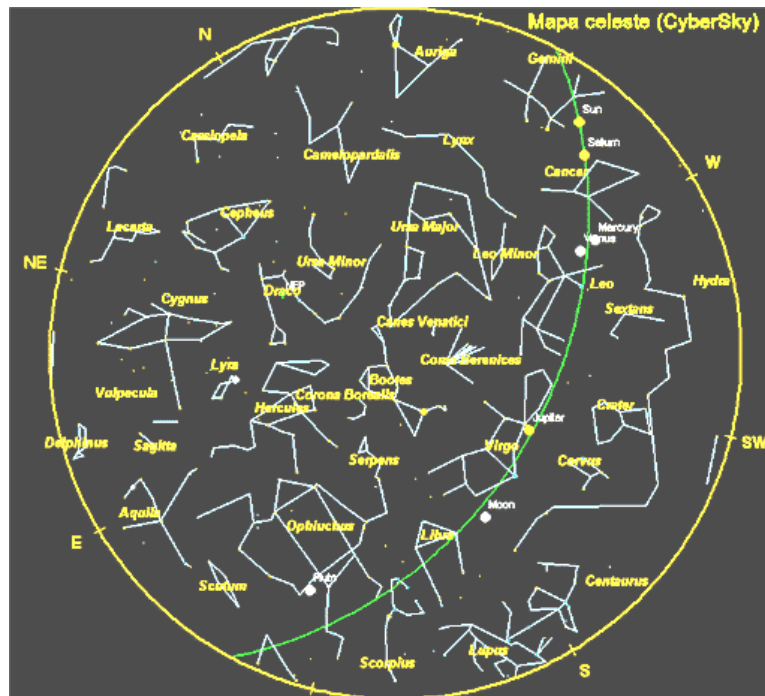 Mapa celeste (CyberSky)
N
Auriga
Gemini
Sun
Cassiopeia
Camelopardalis
Lynx
Saturn
Cancer
W
Lacerta
Cepheus
Ursa Major
Leo Minor
Mercury
Venus
NE
Ursa Minor
Draco
NEP
Leo
Hydra
Cygnus
Sextans
Canes Venatici
Lyra
Coma Berenices
Vulpecula
Bootes
Corona Borealis
Hercules
Crater
Jupiter
Delphinus
Sagitta
Virgo
SW
Serpens
Corvus
Moon
Aquila
Ophiuchus
Libra
E
Scutum
Pluto
Centaurus
Scorpius
Lupus
S